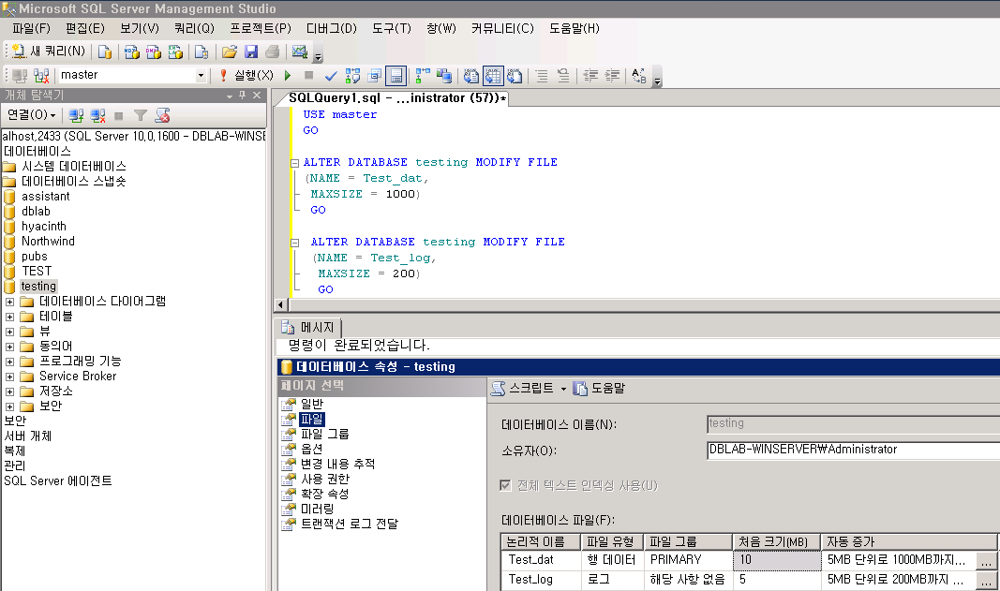 Microsoft SQL Server Management Studio
파일(F) 편집(E) 보기(V) 쿼리(Q) 프로젝트(P) 디버그(D) 도구(T) 창(W) 커뮤니티(C) 도움말(H)
새 쿼리(N)
master 실행(X)
개체 탐색기
연결(O)
alhost,2433 (SQL Server 10,0,1600 - DBLAB-WINSE
데이터베이스
시스템 데이터베이스
데이터베이스 스냅숏
assistant
dblab
hyacinth
Northwind
pubs
TEST
testing
데이터베이스 다이어그램
테이블
뷰
동의어
프로그래밍 기능
Service Broker
저장소
보안
보안
서버 개체
복제
관리
SQL Server 에이전트
SQLQuery1.sql - ...inistrator (57))*
USE master
GO
ALTER DATABASE testing MODIFY FILE
(NAME = Test_dat,
MAXSIZE = 1000)
GO
ALTER DATABASE testing MODIFY FILE
(NAME = Test_log,
MAXSIZE = 200)
GO
메시지
명령이 완료되었습니다.
데이터베이스 속성 - testing
페이지 선택
일반
파일
파일 그룹
옵션
변경 내용 추적
사용 권한
확장 속성
미러링
트랜잭션 로그 전달
스크립트 도움말
데이터베이스 이름(N): testing
소유자(O): DBLAB-WINSERVER₩Administrator
전체 텍스트 인덱싱 사용(U)
데이터베이스 파일(F):
논리적 이름 파일 유형 파일 그룹 처음 크기(MB) 자동 증가
Test_dat 행 데이터 PRIMARY 10 5MB 단위로 1000MB까지... ...
Test_log 로그 해당 사항 없음 5 5MB 단위로 200MB까지 ... ...